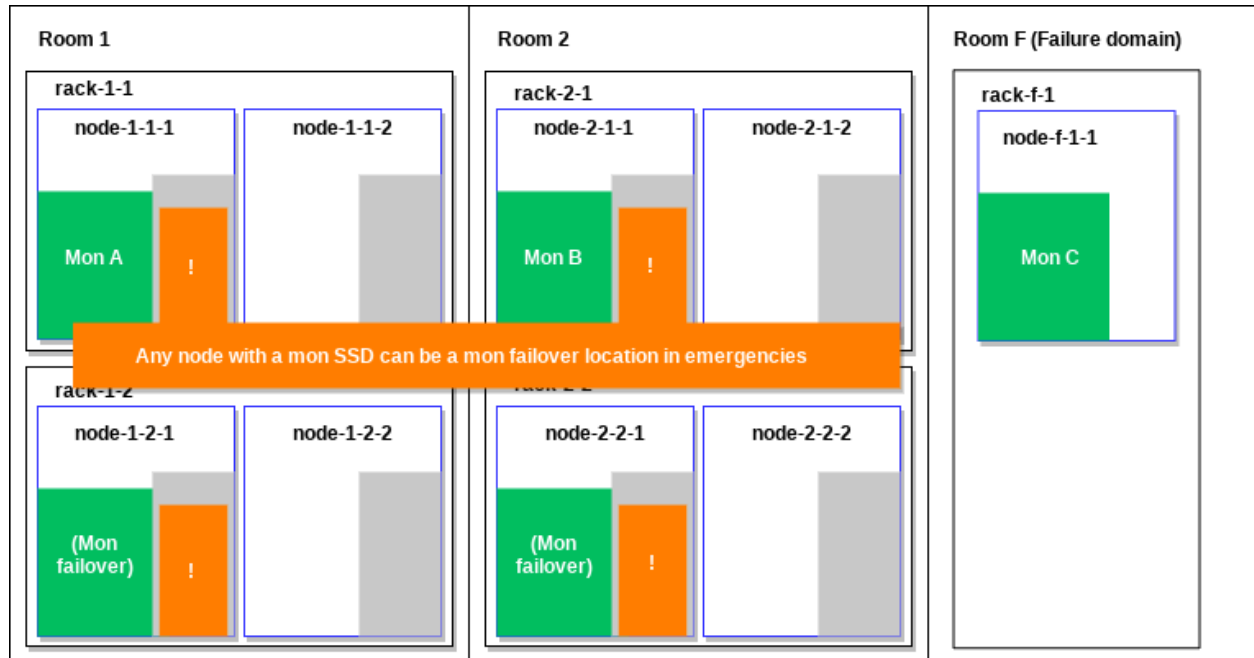 Room 1
Room 2
Room F (Failure domain)
rack-1-1
rack-2-1
rack-f-1
node-1-1-1
node-1-1-2
node-2-1-1
node-2-1-2
node-f-1-1
Mon A
!
Mon B
!
Mon C
Any node with a mon SSD can be a mon failover location in emergencies
rack-1-2
rack-2-2
node-1-2-1
node-1-2-2
node-2-2-1
node-2-2-2
(Mon
failover)
!
(Mon
failover)
!